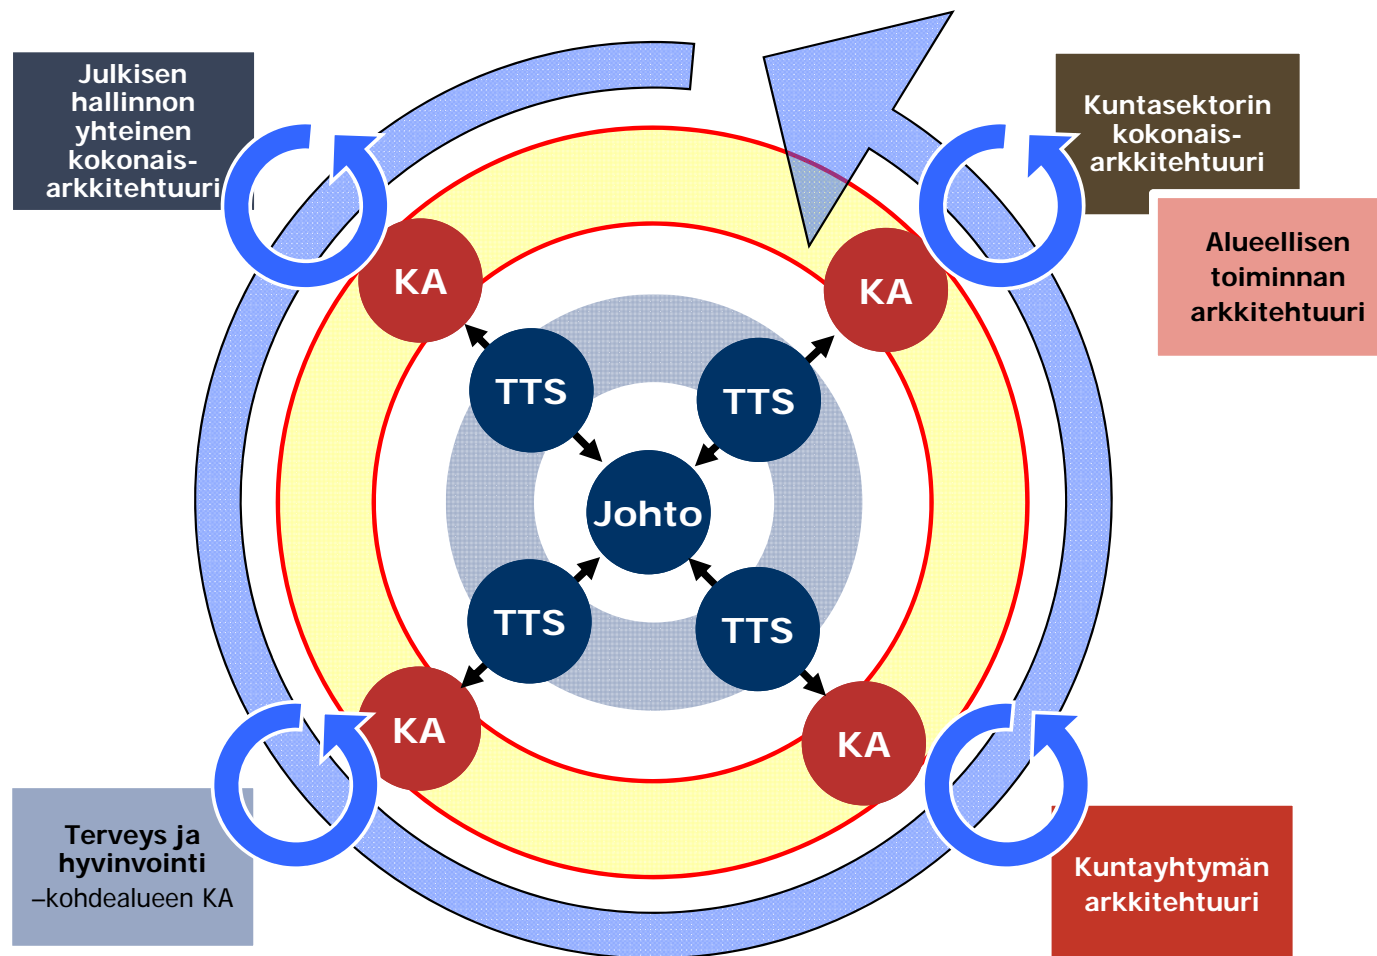 Julkisen
hallinnon
yhteinen
kokonais-
arkkitehtuuri
Kuntasektorin
kokonais-
arkkitehtuuri
Alueellisen
toiminnan
arkkitehtuuri
KA
KA
TTS
TTS
Johto
TTS
TTS
KA
KA
Terveys ja
hyvinvointi
–kohdealueen KA
Kuntayhtymän
arkkitehtuuri